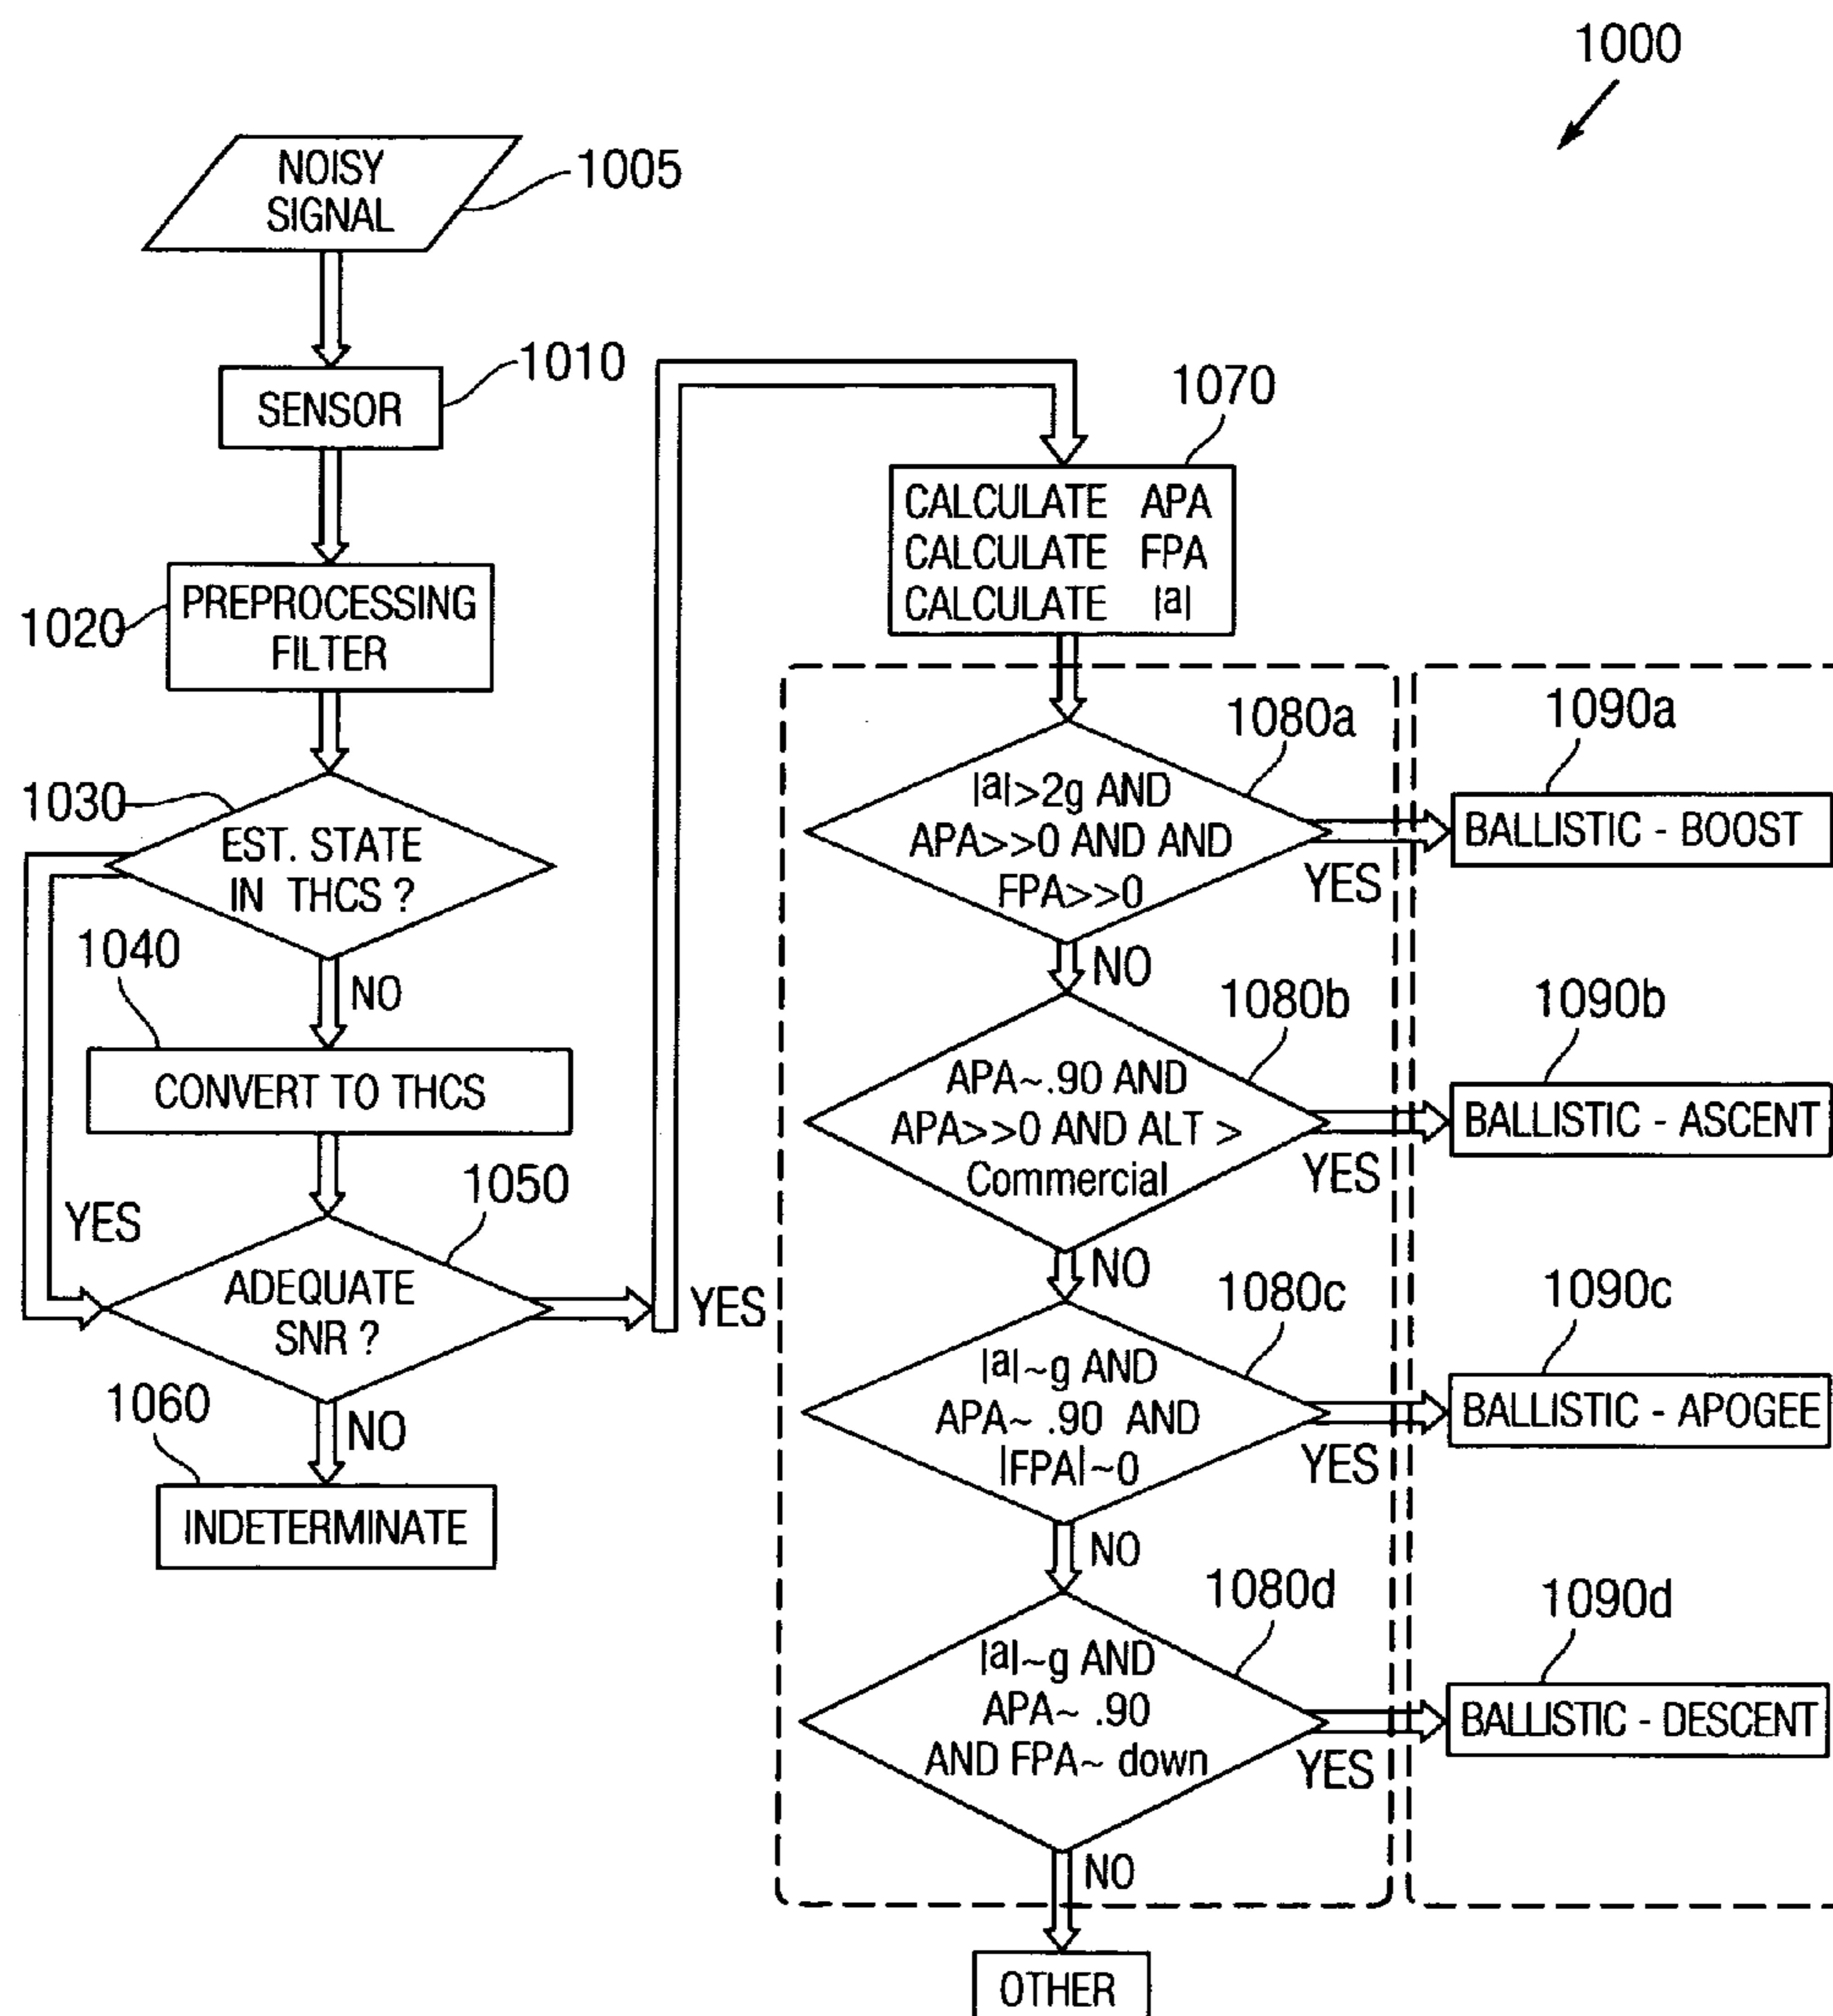 1000
NOISY
SIGNAL
1005
SENSOR
1010
PREPROCESSING
FILTER
1020
1030
EST. STATE
IN THCS ?
1040
NO
CONVERT TO THCS
YES
1050
ADEQUATE
SNR ?
YES
1060
NO
INDETERMINATE
1070
CALCULATE APA
CALCULATE FPA
CALCULATE |a|
1080a
|a|>2g AND
APA>>0 AND AND
FPA>>0
YES
1090a
BALLISTIC - BOOST
NO
1080b
APA~.90 AND
APA>>0 AND ALT >
Commercial
YES
1090b
BALLISTIC - ASCENT
NO
1080c
|a|~g AND
APA~ .90 AND
|FPA|~0
YES
1090c
BALLISTIC - APOGEE
NO
1080d
|a|~g AND
APA~ .90
AND FPA~ down
YES
1090d
BALLISTIC - DESCENT
NO
OTHER